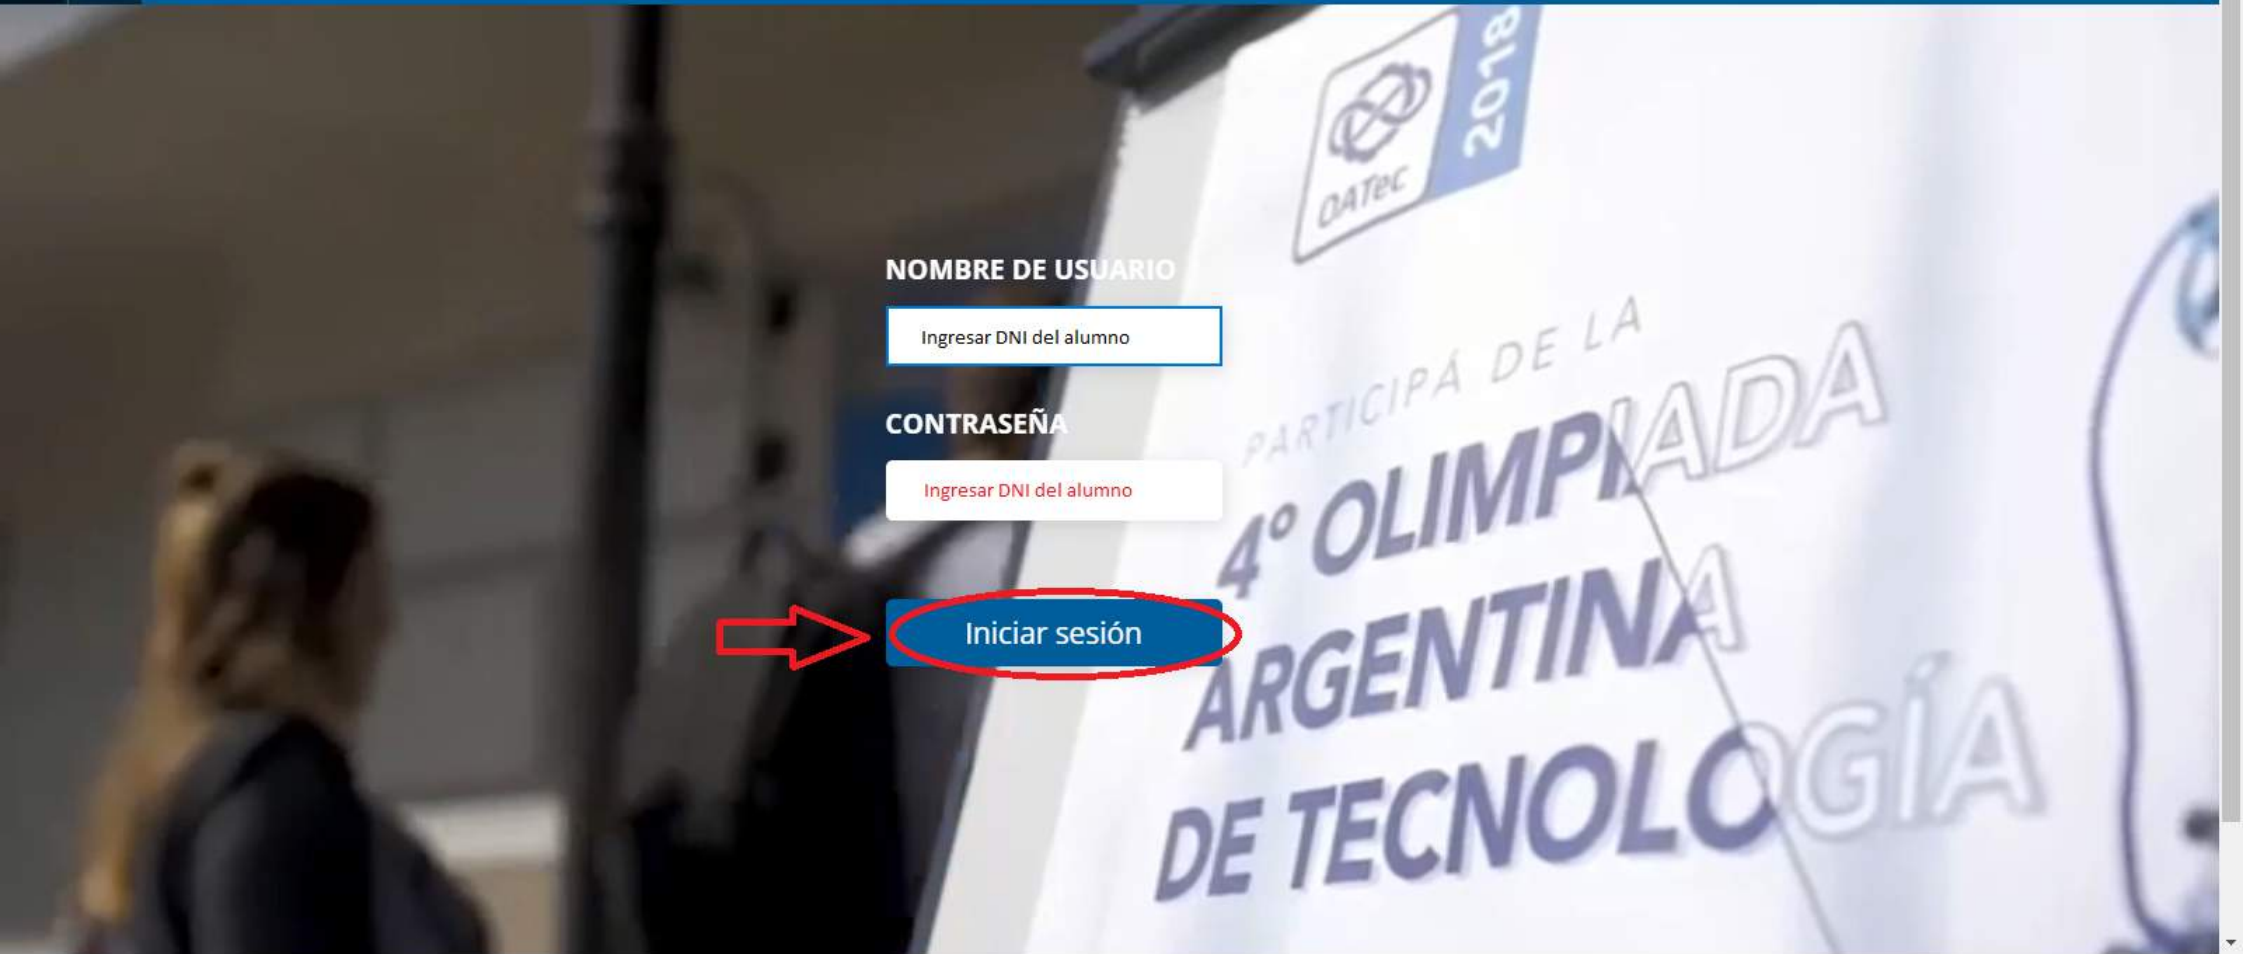 2018
OATec
NOMBRE DE USUARIO
Ingresar DNI del alumno
CONTRASEÑA
Ingresar DNI del alumno
Iniciar sesión
PARTICIPÁ DE LA
4º OLIMPIADA
ARGENTINA
DE TECNOLOGÍA